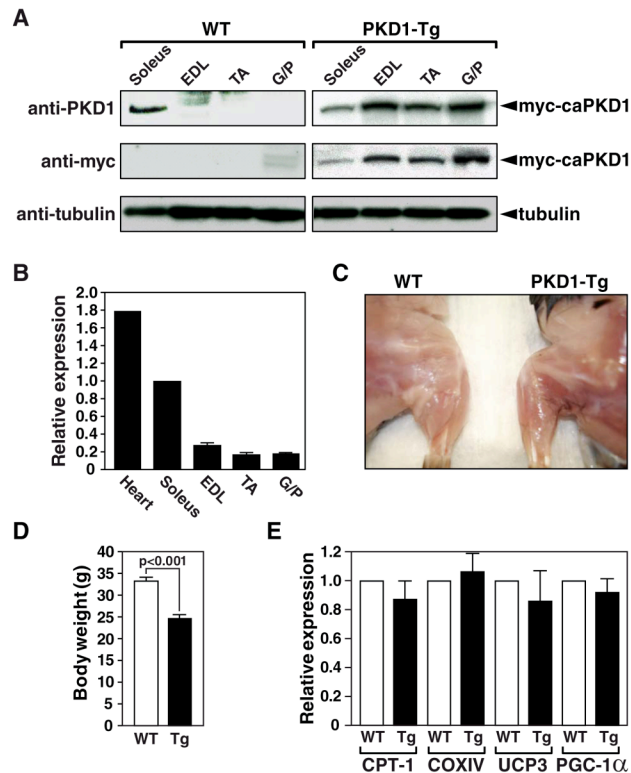 A
WT PKD1-Tg
Soleus EDL TA G/P Soleus EDL TA G/P
anti-PKD1 myc-caPKD1
anti-myc myc-caPKD1
anti-tubulin tubulin
B
Relative expression
2.0
1.8
1.6
1.4
1.2
1.0
0.8
0.6
0.4
0.2
0
Heart Soleus EDL TA G/P
C
WT PKD1-Tg
D
p<0.001
Body weight (g)
40
35
33
25
20
15
10
5
0
WT Tg
E
Relative expression
1.2
1.0
0.8
0.6
0.4
0.2
0
WT Tg WT Tg WT Tg WT Tg
CPT-1 COXIV UCP3 PGC-1α